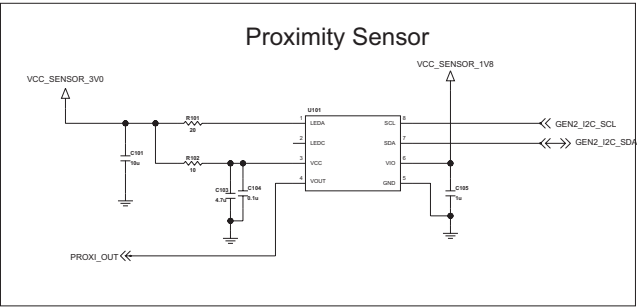 Proximity Sensor
VCC_SENSOR_3V0
VCC_SENSOR_1V8
U101
R101
20
1
LEDA
SCL
8
GEN2_I2C_SCL
2
LEDC
SDA
7
GEN2_I2C_SDA
C101
10u
R102
10
3
VCC
VIO
6
4
VOUT
GND
5
C103
4.7u
C104
0.1u
C105
1u
PROXI_OUT